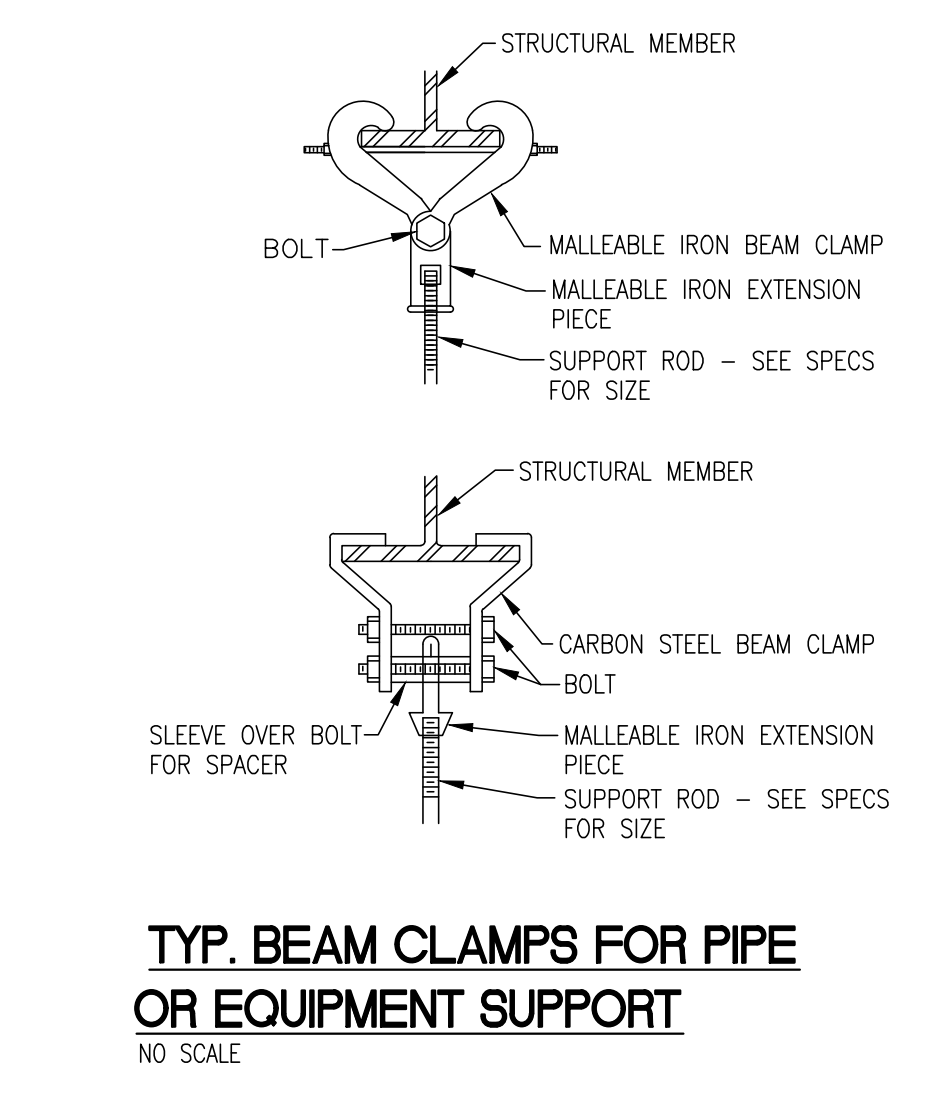 STRUCTURAL MEMBER
BOLT
MALLEABLE IRON BEAM CLAMP
MALLEABLE IRON EXTENSION
PIECE
SUPPORT ROD – SEE SPECS
FOR SIZE
STRUCTURAL MEMBER
CARBON STEEL BEAM CLAMP
BOLT
SLEEVE OVER BOLT
FOR SPACER
MALLEABLE IRON EXTENSION
PIECE
SUPPORT ROD – SEE SPECS
FOR SIZE
TYP. BEAM CLAMPS FOR PIPE
OR EQUIPMENT SUPPORT
NO SCALE